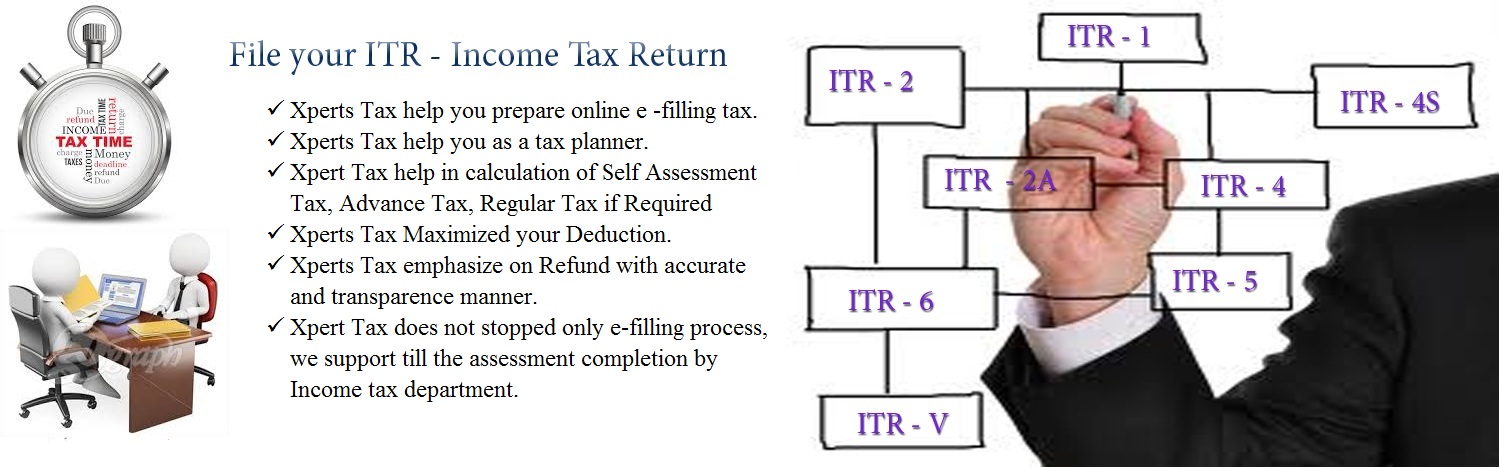 File your ITR - Income Tax Return
Due
refund
INCOME
TAX TIME
return
charge
TAX TIME
charge
Money
TAXES
money
deadline
refund
Due
✓ Xperts Tax help you prepare online e -filling tax.
✓ Xperts Tax help you as a tax planner.
✓ Xpert Tax help in calculation of Self Assessment
Tax, Advance Tax, Regular Tax if Required
✓ Xperts Tax Maximized your Deduction.
✓ Xperts Tax emphasize on Refund with accurate
and transparence manner.
✓ Xpert Tax does not stopped only e-filling process,
we support till the assessment completion by
Income tax department.
ITR - 1
ITR - 2
ITR - 4S
ITR - 2A
ITR - 4
ITR - 5
ITR - 6
ITR - V